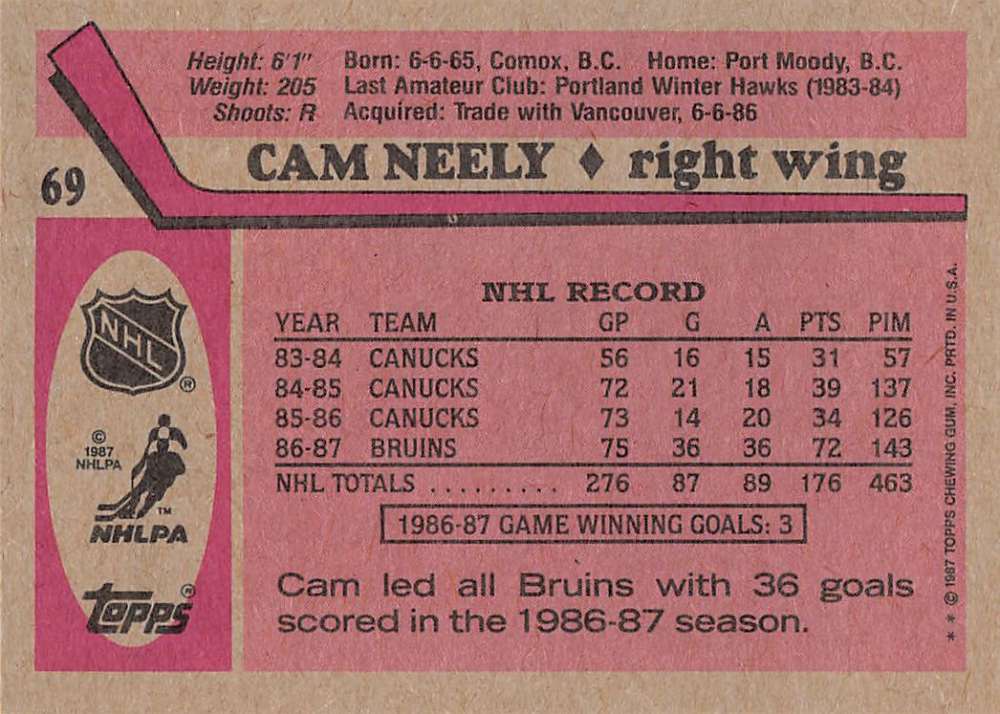 Height: 6'1" Born: 6-6-65, Comox, B.C. Home: Port Moody, B.C.
Weight: 205 Last Amateur Club: Portland Winter Hawks (1983-84)
Shoots: R Acquired: Trade with Vancouver, 6-6-86
69
CAM NEELY ♦ right wing
NHL
®
© 1987
NHLPA
TM
NHLPA
topps®
NHL RECORD
YEAR TEAM GP G A PTS PIM
83-84 CANUCKS 56 16 15 31 57
84-85 CANUCKS 72 21 18 39 137
85-86 CANUCKS 73 14 20 34 126
86-87 BRUINS 75 36 36 72 143
NHL TOTALS .......... 276 87 89 176 463
1986-87 GAME WINNING GOALS: 3
Cam led all Bruins with 36 goals
scored in the 1986-87 season.
* * © 1987 TOPPS CHEWING GUM, INC. PRTD. IN U.S.A.